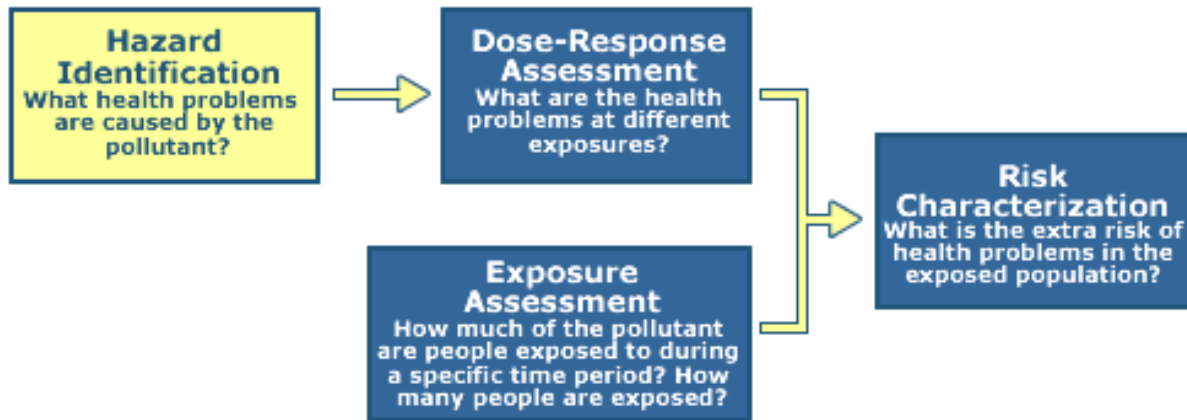 Hazard
Identification
What health problems
are caused by the
pollutant?
Dose-Response
Assessment
What are the health
problems at different
exposures?
Exposure
Assessment
How much of the pollutant
are people exposed to during
a specific time period? How
many people are exposed?
Risk
Characterization
What is the extra risk of
health problems in the
exposed population?